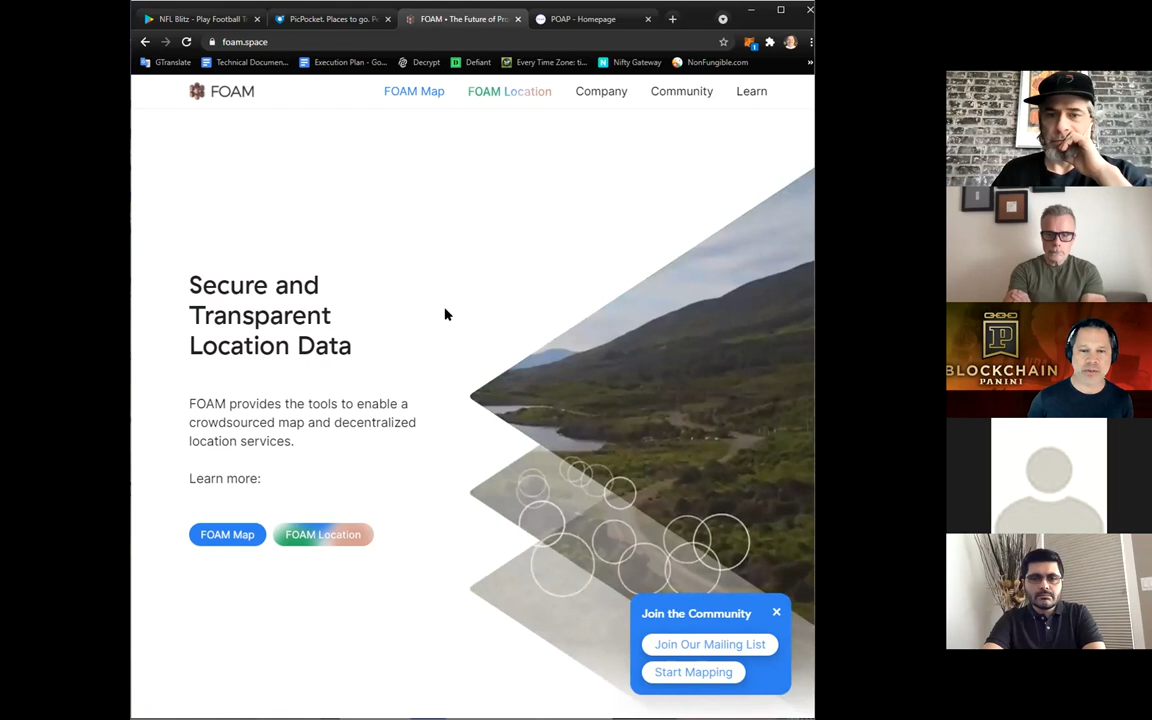 NFL Blitz - Play Football T
PicPocket. Places to go. Pe
FOAM • The Future of Pro
POAP - Homepage
foam.space
GTranslate
Technical Documen...
Execution Plan - Go...
Decrypt
Defiant
Every Time Zone: ti...
Nifty Gateway
NonFungible.com
FOAM
FOAM Map
FOAM Location
Company
Community
Learn
Secure and
Transparent
Location Data
FOAM provides the tools to enable a
crowdsourced map and decentralized
location services.
Learn more:
FOAM Map
FOAM Location
Join the Community
Join Our Mailing List
Start Mapping
P
BLOCKCHAIN
PANINI